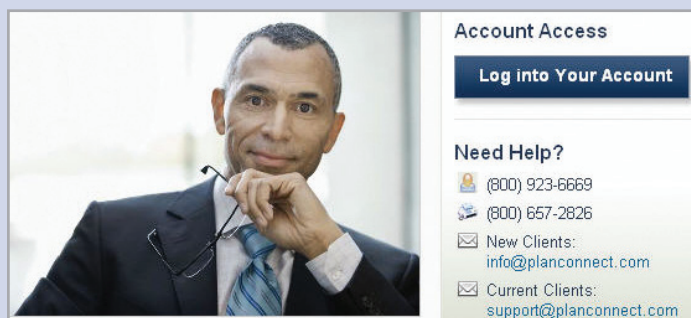 Account Access
Log into Your Account
Need Help?
(800) 923-6669
(800) 657-2826
New Clients:
info@planconnect.com
Current Clients:
support@planconnect.com